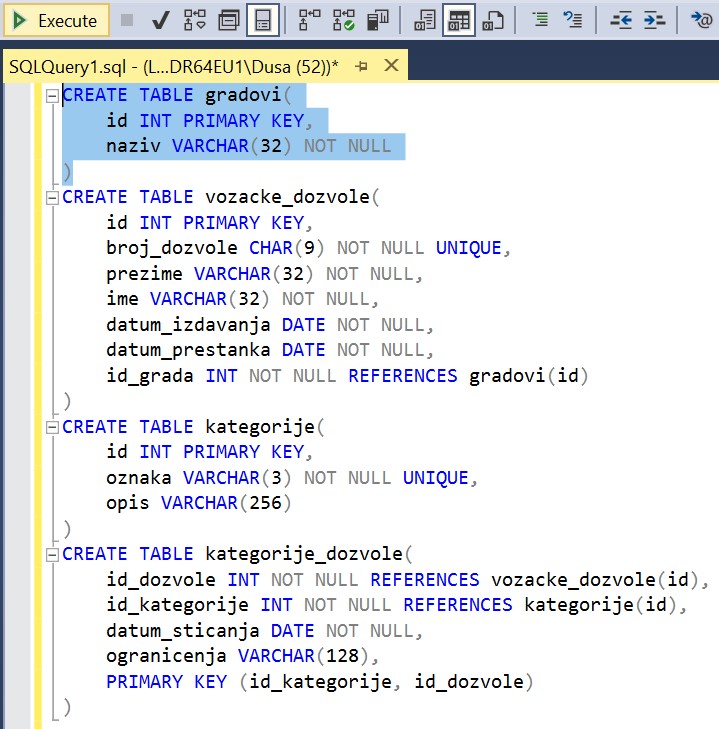 Execute
SQLQuery1.sql - (L...DR64EU1\Dusa (52))*
CREATE TABLE gradovi(
id INT PRIMARY KEY,
naziv VARCHAR(32) NOT NULL
)
CREATE TABLE vozacke_dozvole(
id INT PRIMARY KEY,
broj_dozvole CHAR(9) NOT NULL UNIQUE,
prezime VARCHAR(32) NOT NULL,
ime VARCHAR(32) NOT NULL,
datum_izdavanja DATE NOT NULL,
datum_prestanka DATE NOT NULL,
id_grada INT NOT NULL REFERENCES gradovi(id)
)
CREATE TABLE kategorije(
id INT PRIMARY KEY,
oznaka VARCHAR(3) NOT NULL UNIQUE,
opis VARCHAR(256)
)
CREATE TABLE kategorije_dozvole(
id_dozvole INT NOT NULL REFERENCES vozacke_dozvole(id),
id_kategorije INT NOT NULL REFERENCES kategorije(id),
datum_sticanja DATE NOT NULL,
ogranicenja VARCHAR(128),
PRIMARY KEY (id_kategorije, id_dozvole)
)